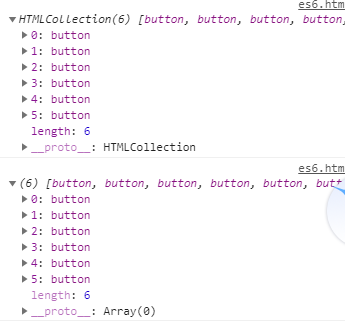 es6.htm
▼HTMLCollection(6) [button, button, button, button,
▶ 0: button
▶ 1: button
▶ 2: button
▶ 3: button
▶ 4: button
▶ 5: button
length: 6
▶ __proto__: HTMLCollection
es6.htm
▼(6) [button, button, button, button, button, but
▶ 0: button
▶ 1: button
▶ 2: button
▶ 3: button
▶ 4: button
▶ 5: button
length: 6
▶ __proto__: Array(0)